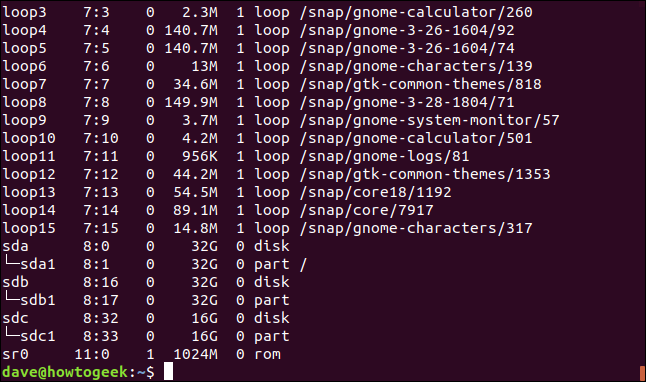 loop3    7:3    0   2.3M  1 loop /snap/gnome-calculator/260
loop4    7:4    0 140.7M  1 loop /snap/gnome-3-26-1604/92
loop5    7:5    0 140.7M  1 loop /snap/gnome-3-26-1604/74
loop6    7:6    0    13M  1 loop /snap/gnome-characters/139
loop7    7:7    0  34.6M  1 loop /snap/gtk-common-themes/818
loop8    7:8    0 149.9M  1 loop /snap/gnome-3-28-1804/71
loop9    7:9    0   3.7M  1 loop /snap/gnome-system-monitor/57
loop10   7:10   0   4.2M  1 loop /snap/gnome-calculator/501
loop11   7:11   0   956K  1 loop /snap/gnome-logs/81
loop12   7:12   0  44.2M  1 loop /snap/gtk-common-themes/1353
loop13   7:13   0  54.5M  1 loop /snap/core18/1192
loop14   7:14   0  89.1M  1 loop /snap/core/7917
loop15   7:15   0  14.8M  1 loop /snap/gnome-characters/317
sda      8:0    0    32G  0 disk
└─sda1   8:1    0    32G  0 part /
sdb      8:16   0    32G  0 disk
└─sdb1   8:17   0    32G  0 part
sdc      8:32   0    16G  0 disk
└─sdc1   8:33   0    16G  0 part
sr0     11:0    1  1024M  0 rom
dave@howtogeek:~$